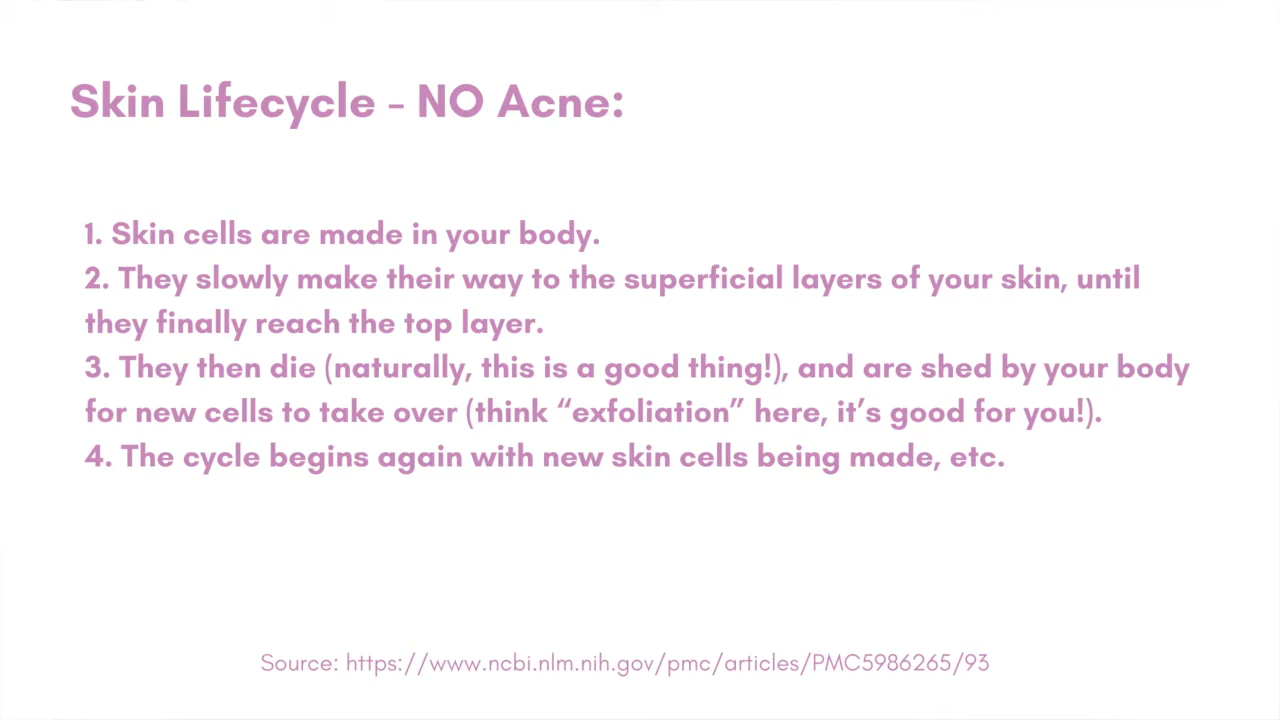 Skin Lifecycle - NO Acne:
1. Skin cells are made in your body.
2. They slowly make their way to the superficial layers of your skin, until
they finally reach the top layer.
3. They then die (naturally, this is a good thing!), and are shed by your body
for new cells to take over (think “exfoliation” here, it’s good for you!).
4. The cycle begins again with new skin cells being made, etc.
Source: https://www.ncbi.nlm.nih.gov/pmc/articles/PMC5986265/93